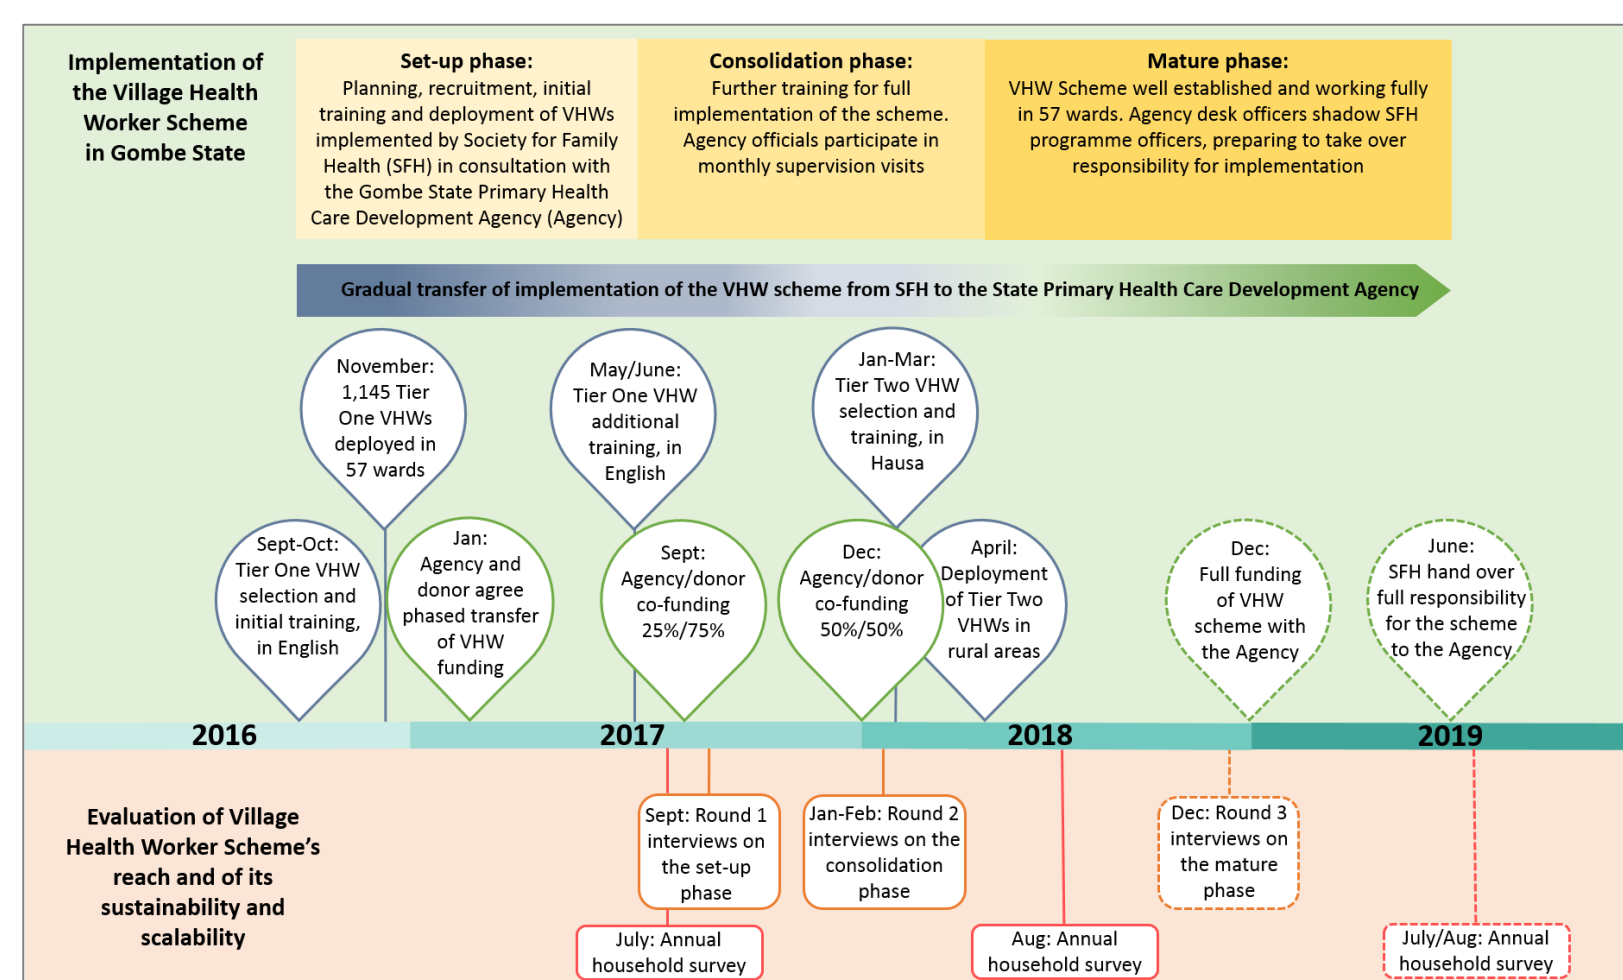 Implementation of
the Village Health
Worker Scheme
in Gombe State
Set-up phase:
Planning, recruitment, initial
training and deployment of VHWs
implemented by Society for Family
Health (SFH) in consultation with
the Gombe State Primary Health
Care Development Agency (Agency)
Consolidation phase:
Further training for full
implementation of the scheme.
Agency officials participate in
monthly supervision visits
Mature phase:
VHW Scheme well established and working fully
in 57 wards. Agency desk officers shadow SFH
programme officers, preparing to take over
responsibility for implementation
Gradual transfer of implementation of the VHW scheme from SFH to the State Primary Health Care Development Agency
November:
1,145 Tier
One VHWs
deployed in
57 wards
May/June:
Tier One VHW
additional
training, in
English
Jan-Mar:
Tier Two VHW
selection and
training, in
Hausa
Sept-Oct:
Tier One VHW
selection and
initial training,
in English
Jan:
Agency and
donor agree
phased transfer
of VHW
funding
Sept:
Agency/donor
co-funding
25%/75%
Dec:
Agency/donor
co-funding
50%/50%
April:
Deployment
of Tier Two
VHWs in
rural areas
Dec:
Full funding
of VHW
scheme with
the Agency
June:
SFH hand over
full responsibility
for the scheme
to the Agency
2016
2017
2018
2019
Evaluation of Village
Health Worker Scheme's
reach and of its
sustainability and
scalability
Sept: Round 1
interviews on
the set-up
phase
Jan-Feb: Round 2
interviews on the
consolidation
phase
Dec: Round 3
interviews on
the mature
phase
July: Annual
household survey
Aug: Annual
household survey
July/Aug: Annual
household survey